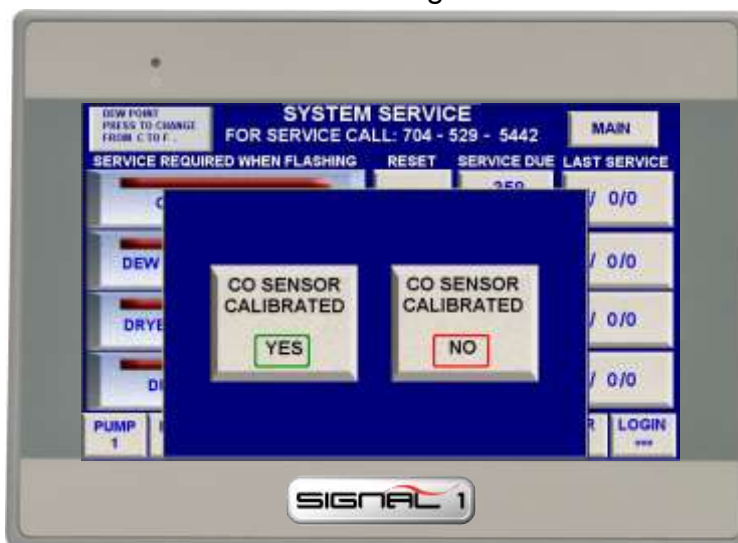 DEW POINT
PRESS TO CHANGE
FROM C TO F.
SYSTEM SERVICE
FOR SERVICE CALL: 704 - 529 - 5442
MAIN
SERVICE REQUIRED WHEN FLASHING RESET SERVICE DUE LAST SERVICE
/ 0/0
DEW
/ 0/0
DRYE
/ 0/0
/ 0/0
CO SENSOR
CALIBRATED
YES
CO SENSOR
CALIBRATED
NO
PUMP
1
LOGIN
SIGNAL 1